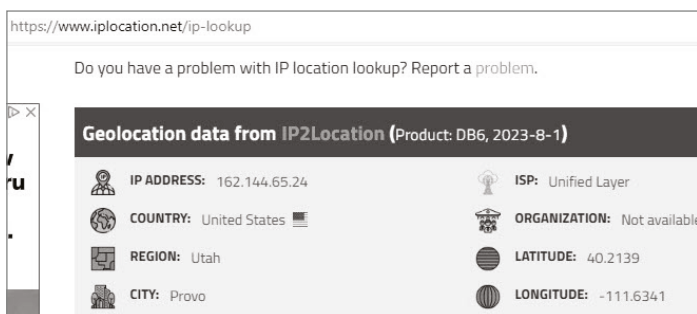 https://www.iplocation.net/ip-lookup
Do you have a problem with IP location lookup? Report a problem.
Geolocation data from IP2Location (Product: DB6, 2023-8-1)
ru
IP ADDRESS: 162.144.65.24 ISP: Unified Layer
COUNTRY: United States ORGANIZATION: Not available
REGION: Utah LATITUDE: 40.2139
CITY: Provo LONGITUDE: -111.6341